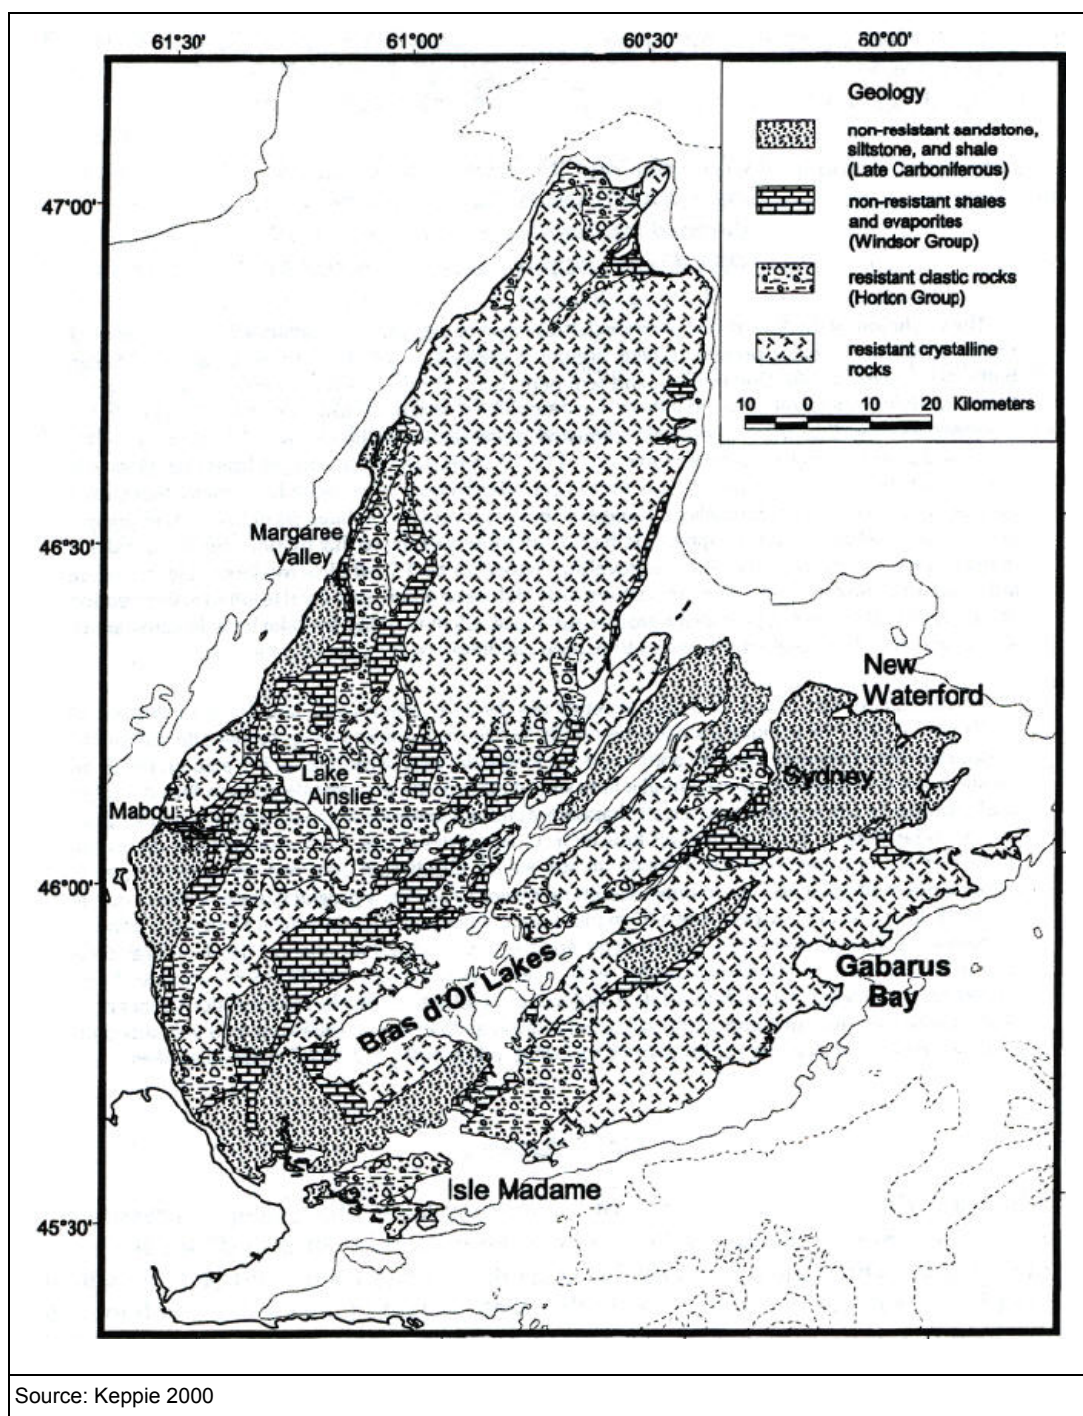 61°30'
61°00'
60°30'
80°00'
Geology
non-resistant sandstone,
siltstone, and shale
(Late Carboniferous)
non-resistant shales
and evaporites
(Windsor Group)
resistant clastic rocks
(Horton Group)
resistant crystalline
rocks
10 0 10 20 Kilometers
47°00'
46°30'
46°00'
45°30'
Margaree
Valley
New
Waterford
Lake
Ainslie
Sydney
Mabou
Gabarus
Bay
Bras d'Or Lakes
Isle Madame
Source: Keppie 2000